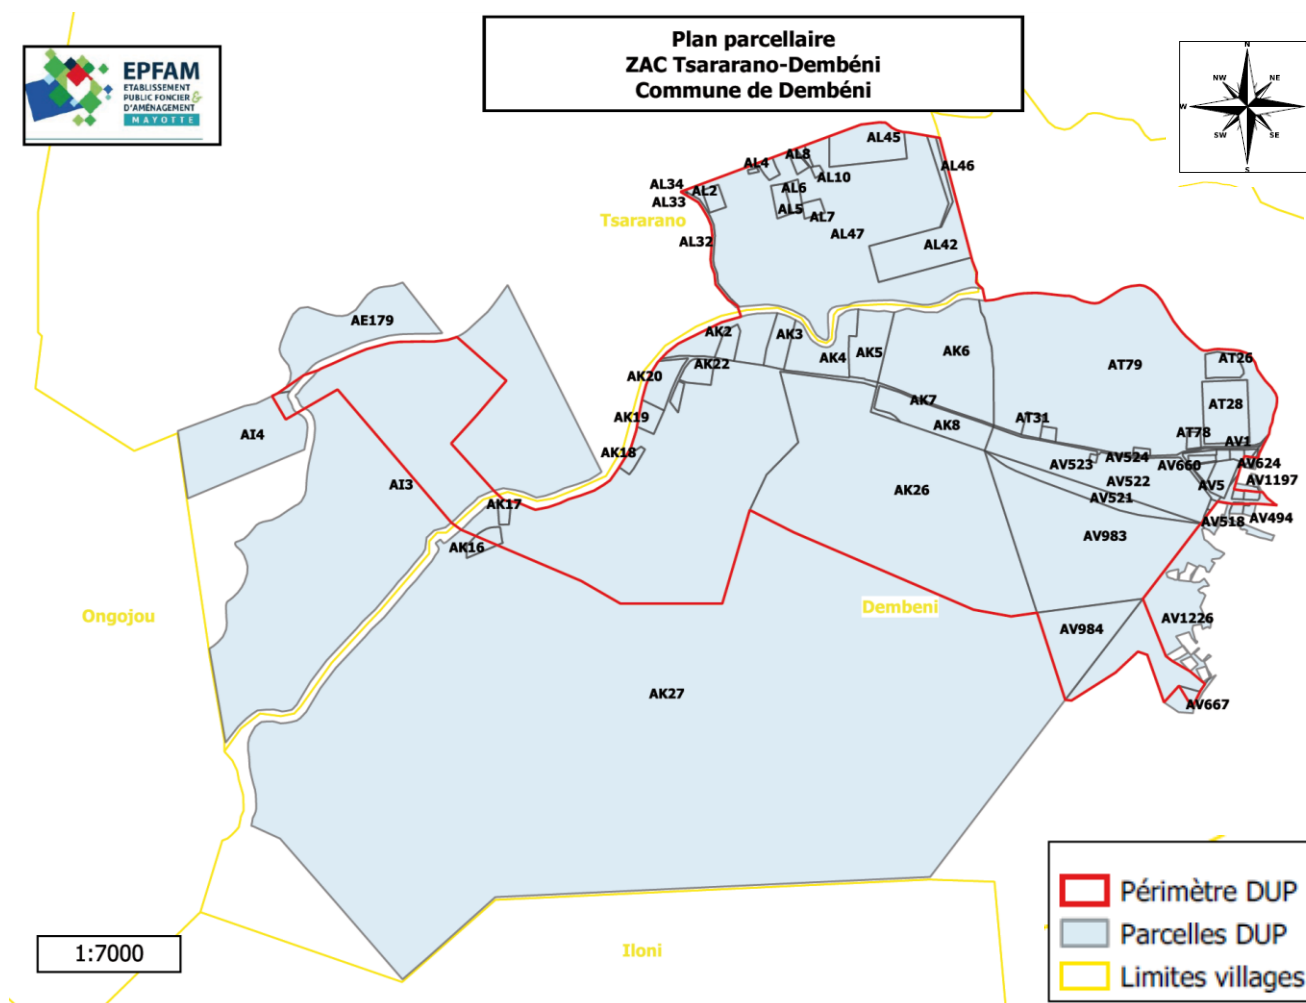 Plan parcellaire
ZAC Tsararano-Dembéni
Commune de Dembéni
EPFAM
ETABLISSEMENT
PUBLIC FONCIER &
D'AMÉNAGEMENT
MAYOTTE
N
NW
NE
W
SW
SE
S
AL45
AL8
AL4
AL46
AL10
AL34
AL2
AL6
AL33
AL5
AL7
Tsararano
AL47
AL32
AL42
AE179
AK2
AK3
AK4
AK5
AK6
AT79
AT26
AK22
AK20
AK7
AT28
AK19
AK8
AT31
AT78
AV1
AI4
AK18
AV523
AV524
AV660
AV624
AI3
AV522
AV5
AV1197
AK26
AV521
AK17
AV518
AV494
AV983
AK16
Ongojou
Dembeni
AV984
AV1226
AK27
AV667
Périmètre DUP
Parcelles DUP
Limites villages
1:7000
Iloni